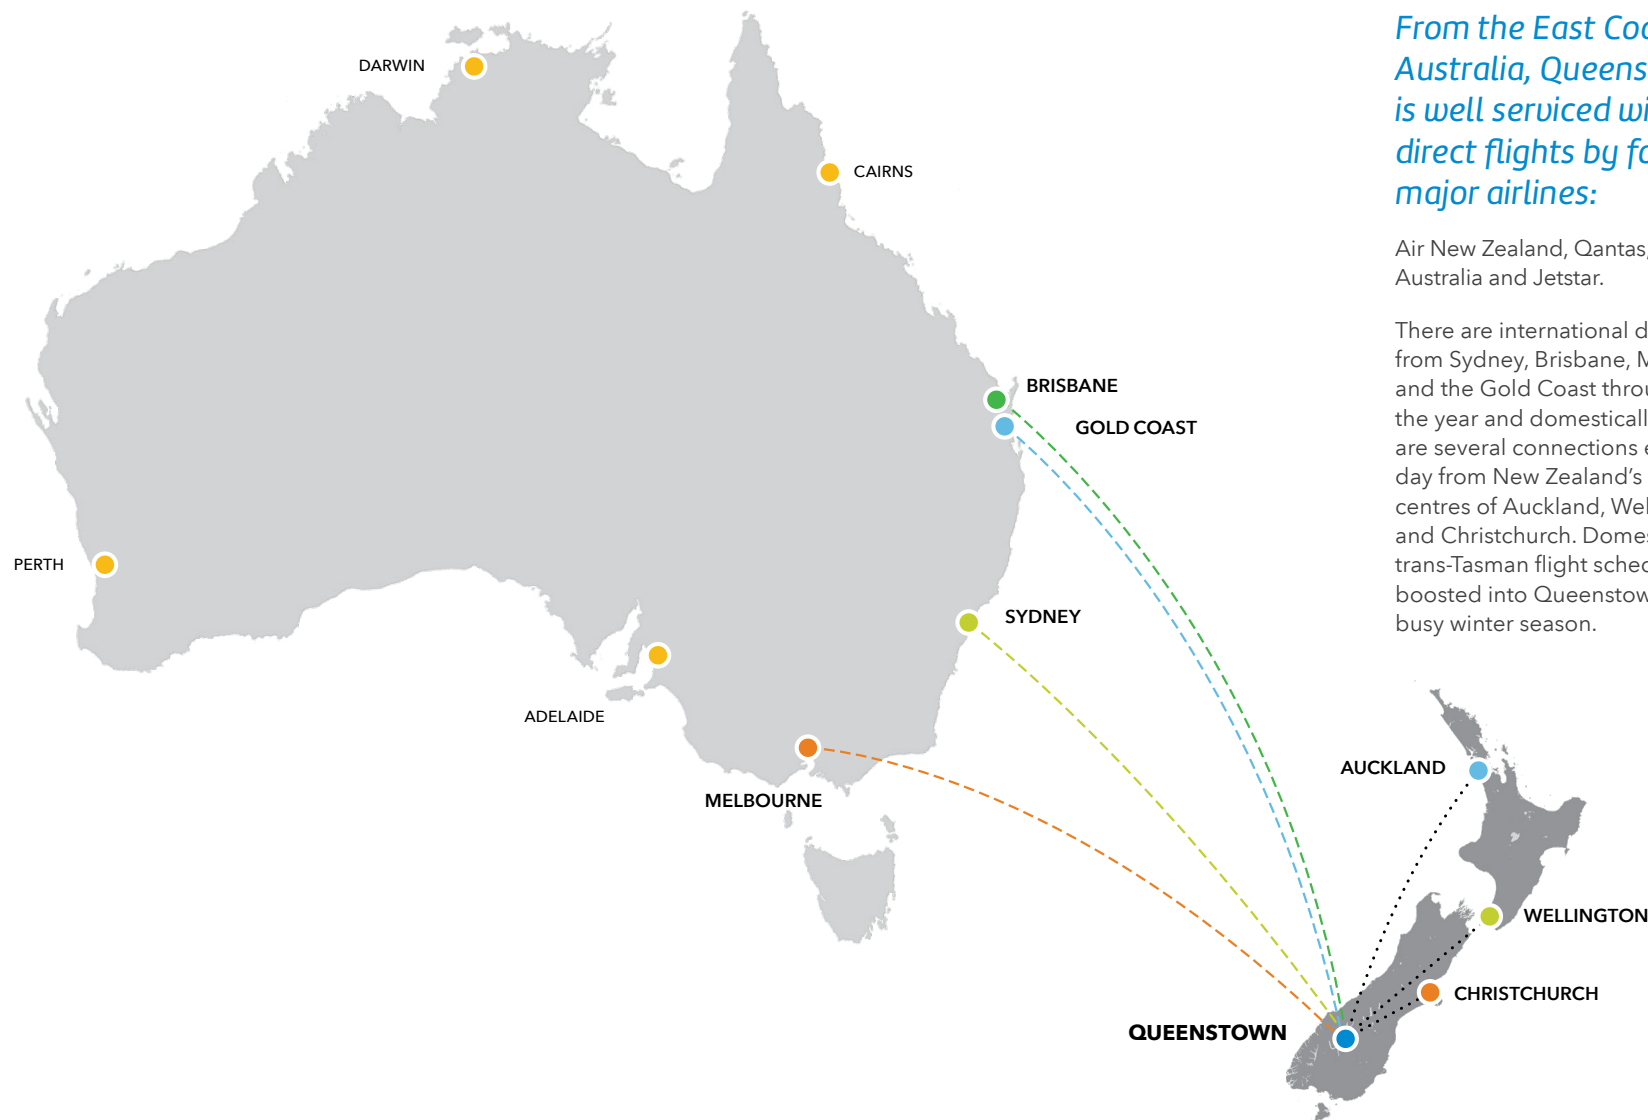 From the East Coa
Australia, Queens
is well serviced wi
direct flights by fo
major airlines:
Air New Zealand, Qantas,
Australia and Jetstar.
There are international d
from Sydney, Brisbane, M
and the Gold Coast throu
the year and domesticall
are several connections e
day from New Zealand's
centres of Auckland, Wel
and Christchurch. Domes
trans-Tasman flight sched
boosted into Queenstow
busy winter season.
DARWIN
CAIRNS
BRISBANE
GOLD COAST
PERTH
SYDNEY
ADELAIDE
MELBOURNE
AUCKLAND
WELLINGTON
CHRISTCHURCH
QUEENSTOWN